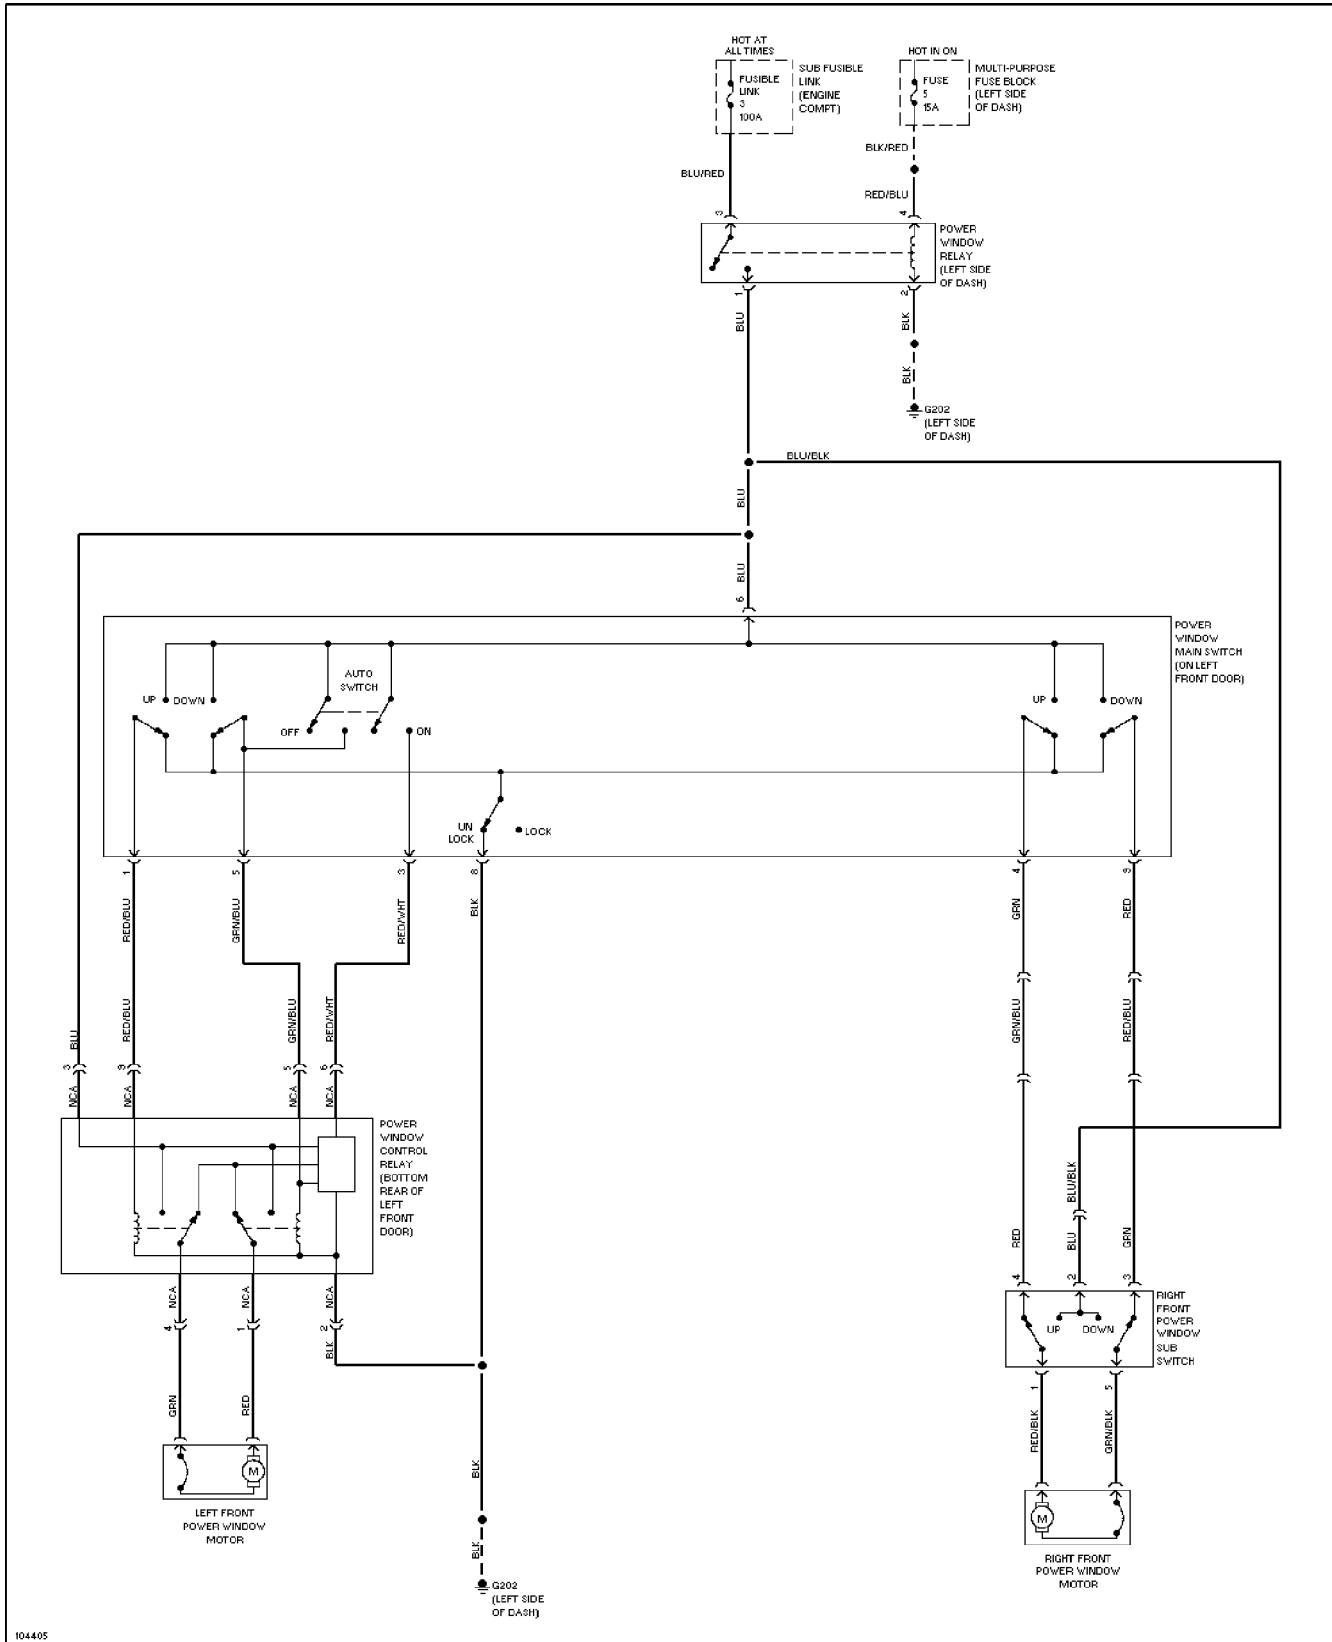 HOT AT
ALL TIMES
HOT IN ON
FUSIBLE
LINK
3
100A
SUB FUSIBLE
LINK
(ENGINE
COMPT)
FUSE
5
15A
MULTI-PURPOSE
FUSE BLOCK
(LEFT SIDE
OF DASH)
BLK/RED
BLU/RED
RED/BLU
3
4
POWER
WINDOW
RELAY
(LEFT SIDE
OF DASH)
1
2
BLU
BLK
BLK
G202
(LEFT SIDE
OF DASH)
BLU/BLK
BLU
BLU
6
POWER
WINDOW
MAIN SWITCH
(ON LEFT
FRONT DOOR)
AUTO
SWITCH
UP
DOWN
OFF
ON
UP
DOWN
UN
LOCK
LOCK
1
5
3
8
4
9
RED/BLU
GRN/BLU
RED/WHT
BLK
GRN
RED
BLU
RED/BLU
GRN/BLU
RED/WHT
GRN/BLU
RED/BLU
3
9
5
6
NCA
NCA
NCA
NCA
POWER
WINDOW
CONTROL
RELAY
(BOTTOM
REAR OF
LEFT
FRONT
DOOR)
BLU/BLK
RED
BLU
GRN
4
2
3
NCA
NCA
NCA
4
1
2
BLK
UP
DOWN
RIGHT
FRONT
POWER
WINDOW
SUB
SWITCH
1
5
GRN
RED
RED/BLK
GRN/BLK
M
LEFT FRONT
POWER WINDOW
MOTOR
BLK
BLK
M
RIGHT FRONT
POWER WINDOW
MOTOR
G202
(LEFT SIDE
OF DASH)
104405